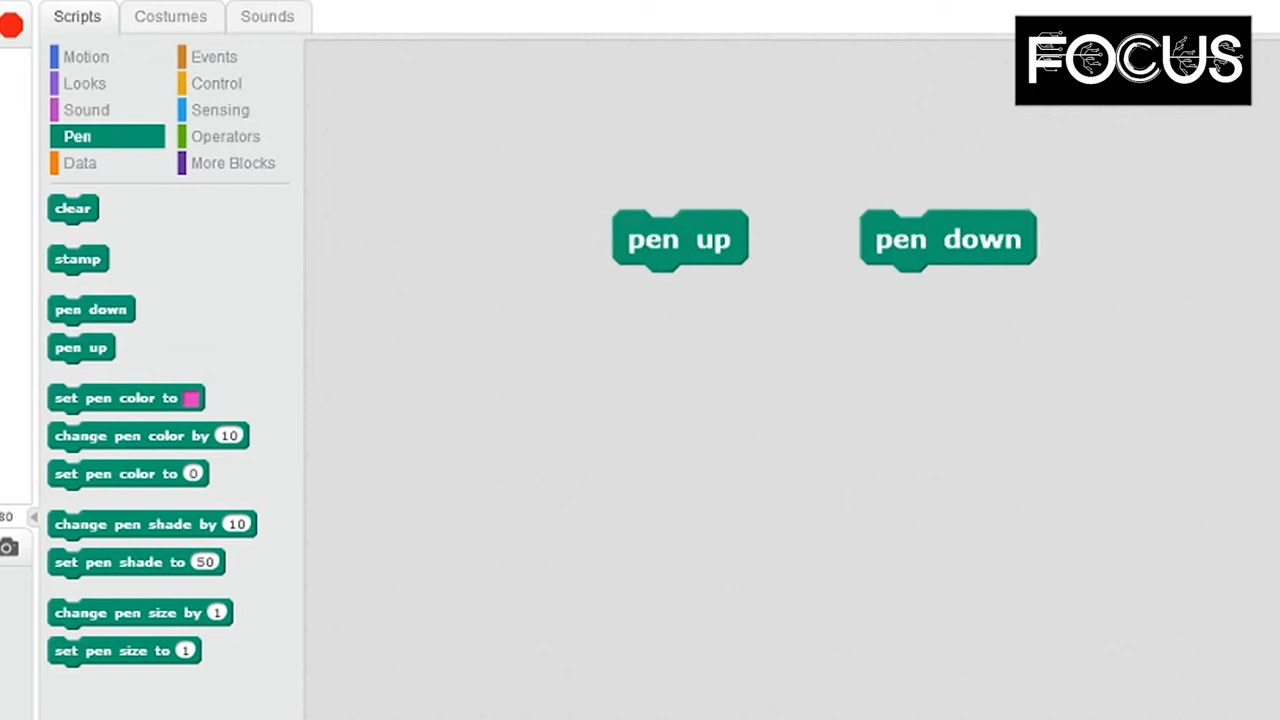 Scripts
Costumes
Sounds
FOCUS
Motion
Events
Looks
Control
Sound
Sensing
Pen
Operators
Data
More Blocks
clear
stamp
pen down
pen up
set pen color to
change pen color by 10
set pen color to 0
change pen shade by 10
set pen shade to 50
change pen size by 1
set pen size to 1
pen up
pen down
80